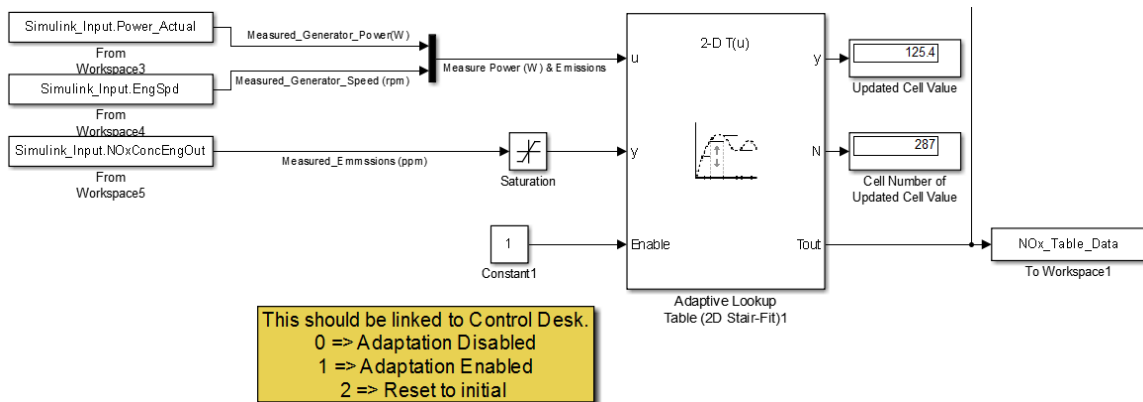 Simulink_Input.Power_Actual
From
Workspace3
Measured_Generator_Power(W)
Simulink_Input.EngSpd
From
Workspace4
Measured_Generator_Speed (rpm)
Measure Power (W) & Emissions
Simulink_Input.NOxConcEngOut
From
Workspace5
Measured_Emmissions (ppm)
Saturation
1
Constant1
2-D T(u)
u
y
Enable
y
N
Tout
Adaptive Lookup
Table (2D Stair-Fit)1
125.4
Updated Cell Value
287
Cell Number of
Updated Cell Value
NOx_Table_Data
To Workspace1
This should be linked to Control Desk.
0 => Adaptation Disabled
1 => Adaptation Enabled
2 => Reset to initial